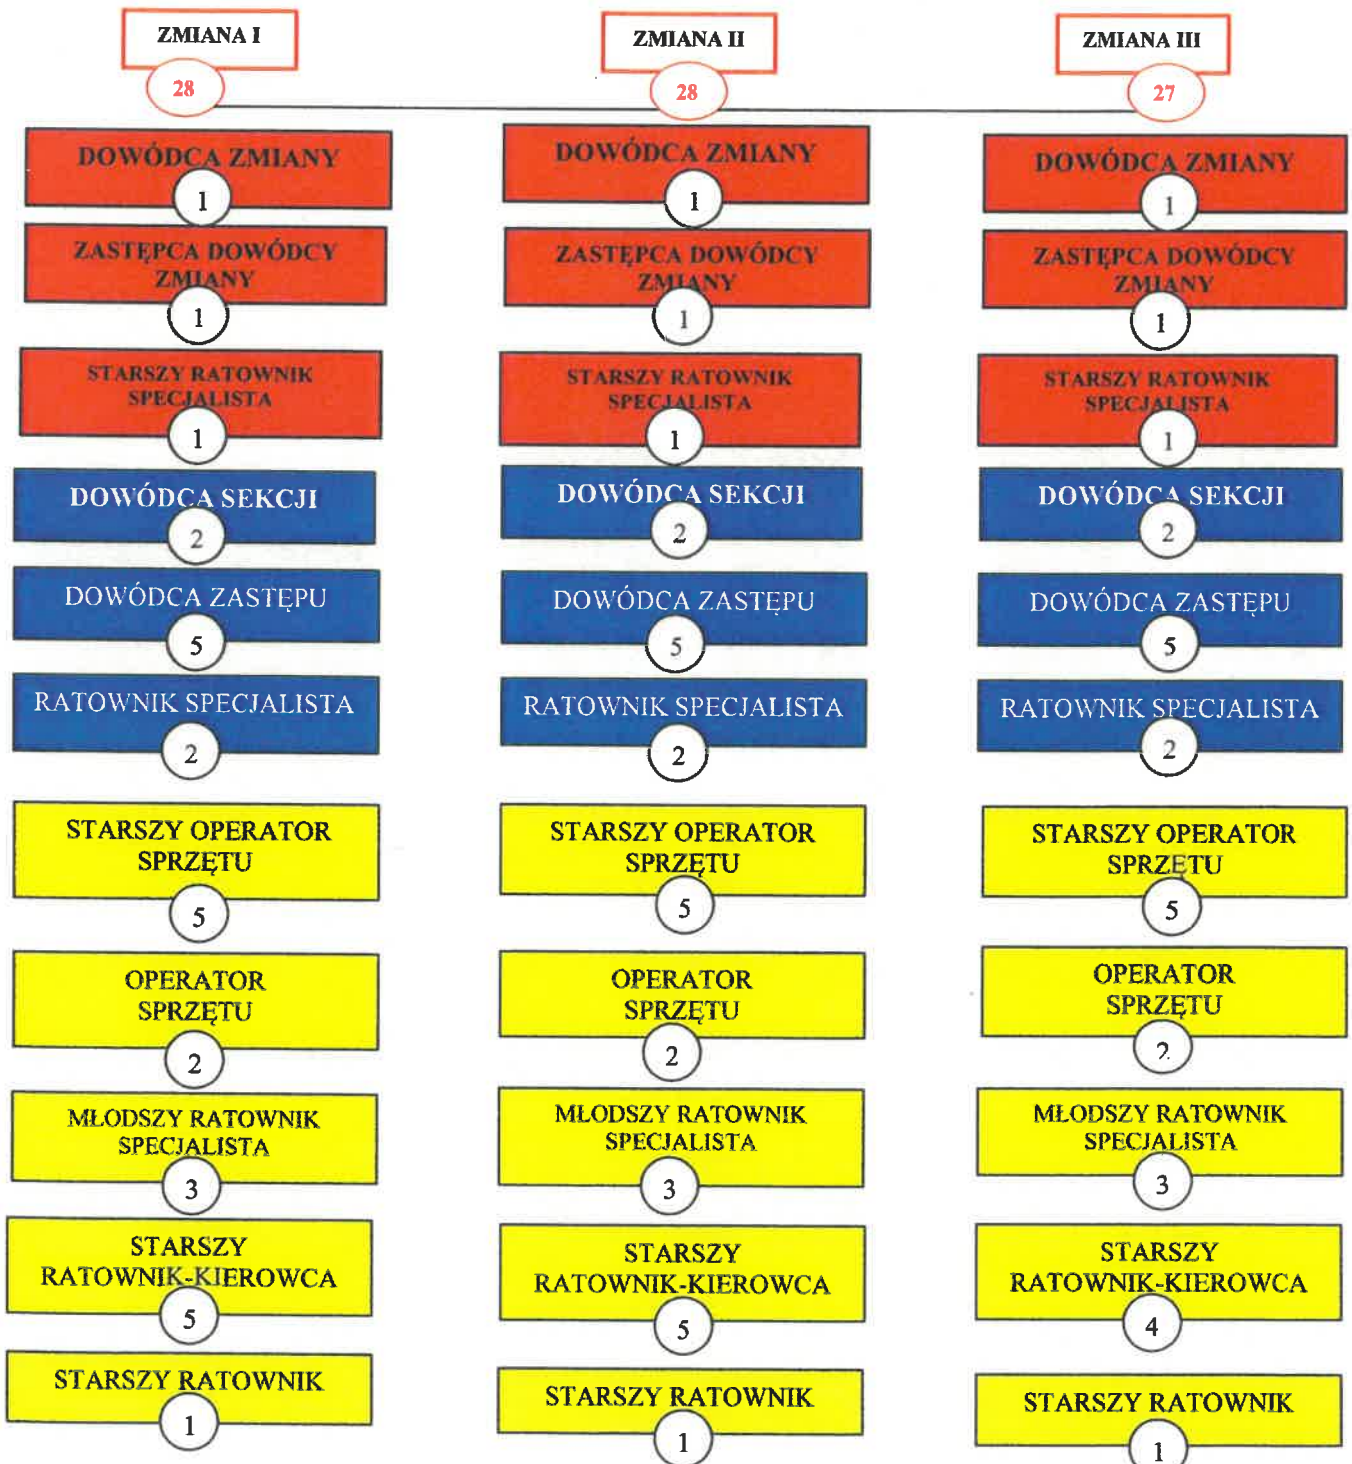 ZMIANA I
28
DOWÓDCA ZMIANY
1
ZASTĘPCA DOWÓDCY
ZMIANY
1
STARSZY RATOWNIK
SPECJALISTA
1
DOWÓDCA SEKCJI
2
DOWÓDCA ZASTĘPU
5
RATOWNIK SPECJALISTA
2
STARSZY OPERATOR
SPRZĘTU
5
OPERATOR
SPRZĘTU
2
MŁODSZY RATOWNIK
SPECJALISTA
3
STARSZY
RATOWNIK-KIEROWCA
5
STARSZY RATOWNIK
1
ZMIANA II
28
DOWÓDCA ZMIANY
1
ZASTĘPCA DOWÓDCY
ZMIANY
1
STARSZY RATOWNIK
SPECJALISTA
1
DOWÓDCA SEKCJI
2
DOWÓDCA ZASTĘPU
5
RATOWNIK SPECJALISTA
2
STARSZY OPERATOR
SPRZĘTU
5
OPERATOR
SPRZĘTU
2
MŁODSZY RATOWNIK
SPECJALISTA
3
STARSZY
RATOWNIK-KIEROWCA
5
STARSZY RATOWNIK
1
ZMIANA III
27
DOWÓDCA ZMIANY
1
ZASTĘPCA DOWÓDCY
ZMIANY
1
STARSZY RATOWNIK
SPECJALISTA
1
DOWÓDCA SEKCJI
2
DOWÓDCA ZASTĘPU
5
RATOWNIK SPECJALISTA
2
STARSZY OPERATOR
SPRZĘTU
5
OPERATOR
SPRZĘTU
2
MŁODSZY RATOWNIK
SPECJALISTA
3
STARSZY
RATOWNIK-KIEROWCA
4
STARSZY RATOWNIK
1